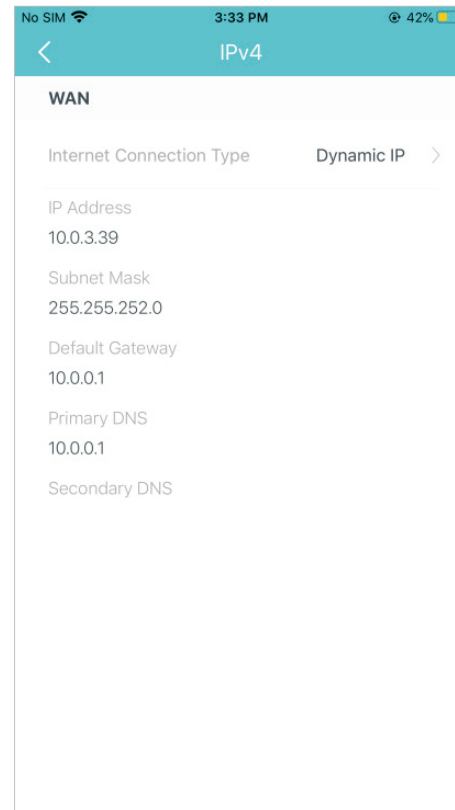 No SIM 3:33 PM 42%
IPv4
WAN
Internet Connection Type Dynamic IP
IP Address
10.0.3.39
Subnet Mask
255.255.252.0
Default Gateway
10.0.0.1
Primary DNS
10.0.0.1
Secondary DNS